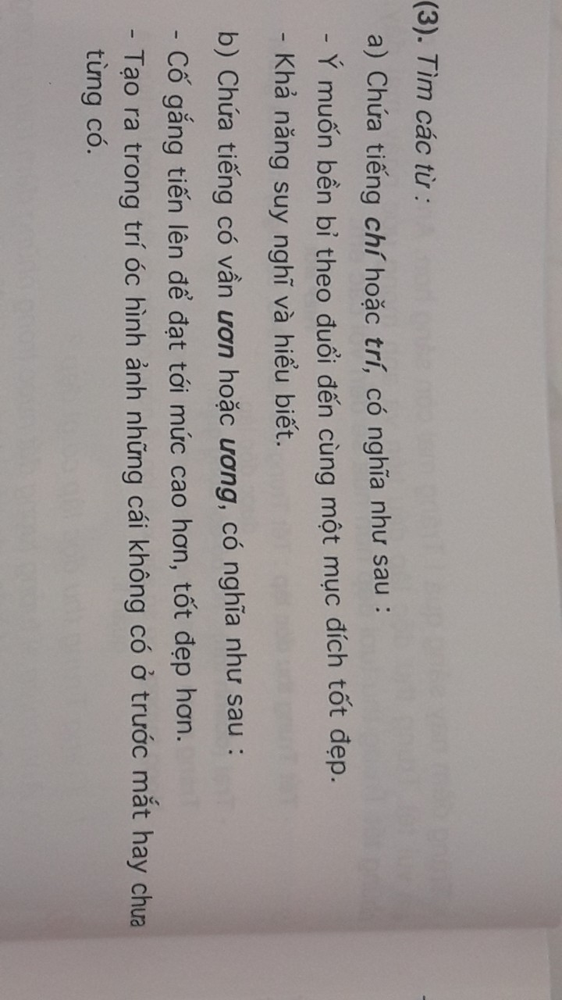 (3). Tìm các từ :
a) Chứa tiếng chí hoặc trí, có nghĩa như sau :
- Ý muốn bền bỉ theo đuổi đến cùng một mục đích tốt đẹp.
- Khả năng suy nghĩ và hiểu biết.
b) Chứa tiếng có vần ươn hoặc ương, có nghĩa như sau :
- Cố gắng tiến lên để đạt tới mức cao hơn, tốt đẹp hơn.
- Tạo ra trong trí óc hình ảnh những cái không có ở trước mắt hay chưa
từng có.